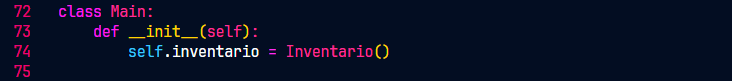 72 class Main:
73     def __init__(self):
74         self.inventario = Inventario()
75